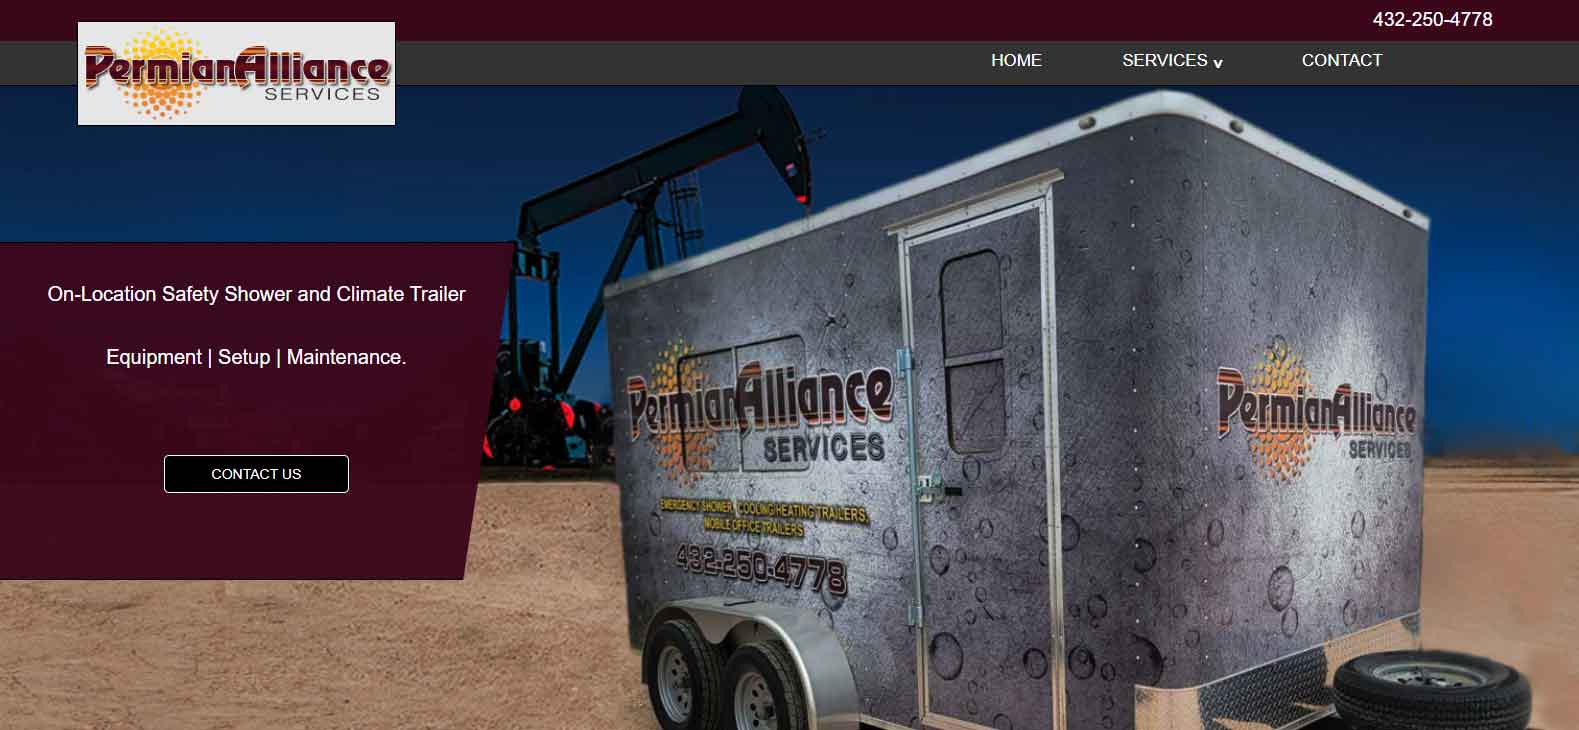 432-250-4778
PermianAlliance
SERVICES
HOME
SERVICES v
CONTACT
On-Location Safety Shower and Climate Trailer
Equipment | Setup | Maintenance.
CONTACT US
PermianAlliance
SERVICES
EMERGENCY SHOWER, COOLING/HEATING TRAILERS,
MOBILE OFFICE TRAILERS
432-250-4778
PermianAlliance
SERVICES